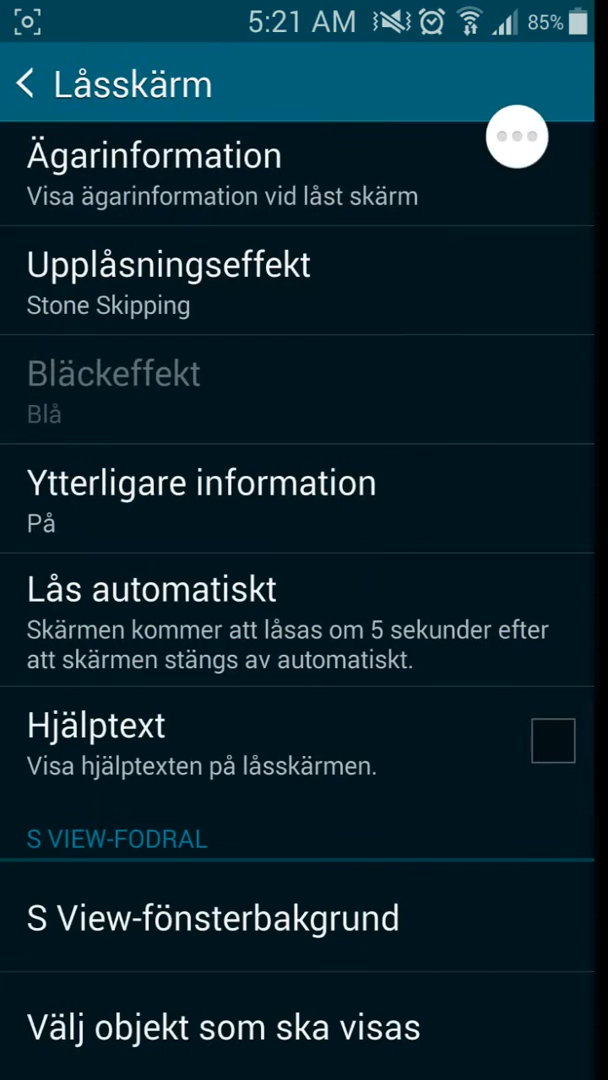 5:21 AM 85%
Låsskärm
Ägarinformation
Visa ägarinformation vid låst skärm
Upplåsningseffekt
Stone Skipping
Bläckeffekt
Blå
Ytterligare information
På
Lås automatiskt
Skärmen kommer att låsas om 5 sekunder efter
att skärmen stängs av automatiskt.
Hjälptext
Visa hjälptexten på låsskärmen.
S VIEW-FODRAL
S View-fönsterbakgrund
Välj objekt som ska visas